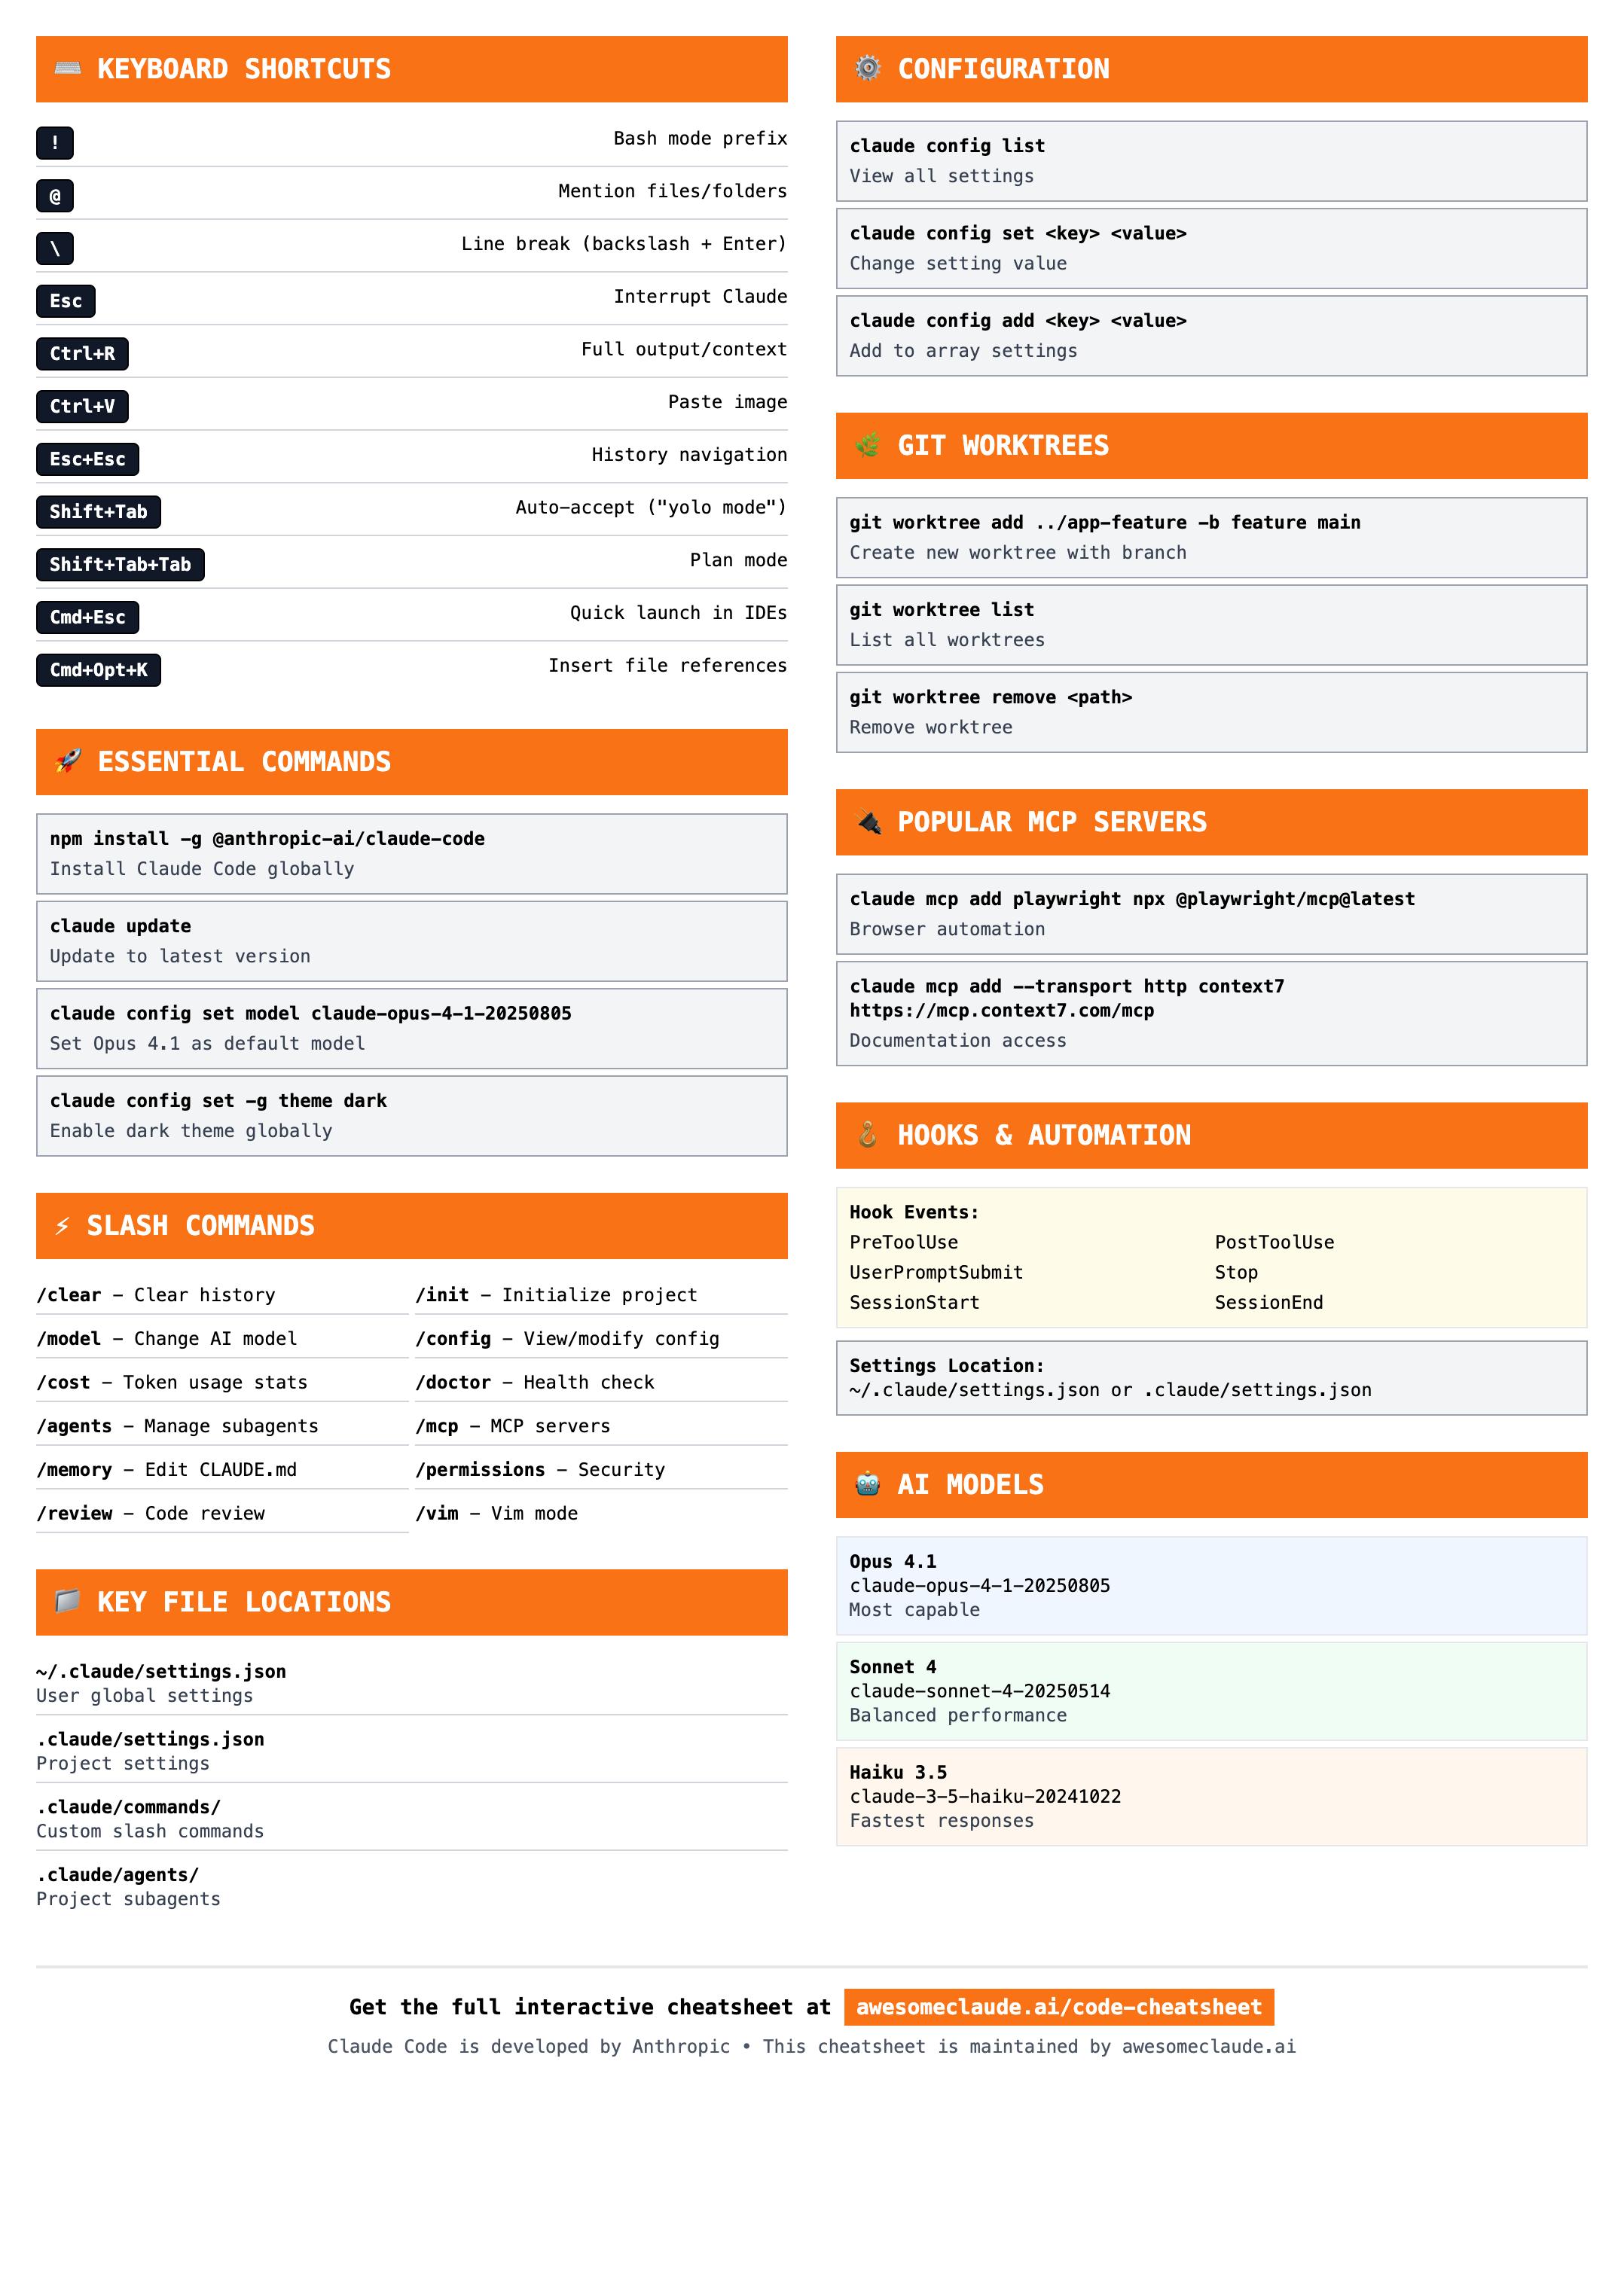 ⌨️ KEYBOARD SHORTCUTS
! Bash mode prefix
@ Mention files/folders
\ Line break (backslash + Enter)
Esc Interrupt Claude
Ctrl+R Full output/context
Ctrl+V Paste image
Esc+Esc History navigation
Shift+Tab Auto-accept ("yolo mode")
Shift+Tab+Tab Plan mode
Cmd+Esc Quick launch in IDEs
Cmd+Opt+K Insert file references
🚀 ESSENTIAL COMMANDS
npm install -g @anthropic-ai/claude-code
Install Claude Code globally
claude update
Update to latest version
claude config set model claude-opus-4-1-20250805
Set Opus 4.1 as default model
claude config set -g theme dark
Enable dark theme globally
⚡ SLASH COMMANDS
/clear - Clear history
/init - Initialize project
/model - Change AI model
/config - View/modify config
/cost - Token usage stats
/doctor - Health check
/agents - Manage subagents
/mcp - MCP servers
/memory - Edit CLAUDE.md
/permissions - Security
/review - Code review
/vim - Vim mode
📁 KEY FILE LOCATIONS
~/.claude/settings.json
User global settings
.claude/settings.json
Project settings
.claude/commands/
Custom slash commands
.claude/agents/
Project subagents
⚙️ CONFIGURATION
claude config list
View all settings
claude config set <key> <value>
Change setting value
claude config add <key> <value>
Add to array settings
🌿 GIT WORKTREES
git worktree add ../app-feature -b feature main
Create new worktree with branch
git worktree list
List all worktrees
git worktree remove <path>
Remove worktree
🔌 POPULAR MCP SERVERS
claude mcp add playwright npx @playwright/mcp@latest
Browser automation
claude mcp add --transport http context7
https://mcp.context7.com/mcp
Documentation access
🪝 HOOKS & AUTOMATION
Hook Events:
PreToolUse PostToolUse
UserPromptSubmit Stop
SessionStart SessionEnd
Settings Location:
~/.claude/settings.json or .claude/settings.json
🤖 AI MODELS
Opus 4.1
claude-opus-4-1-20250805
Most capable
Sonnet 4
claude-sonnet-4-20250514
Balanced performance
Haiku 3.5
claude-3-5-haiku-20241022
Fastest responses
Get the full interactive cheatsheet at awesomeclaude.ai/code-cheatsheet
Claude Code is developed by Anthropic • This cheatsheet is maintained by awesomeclaude.ai